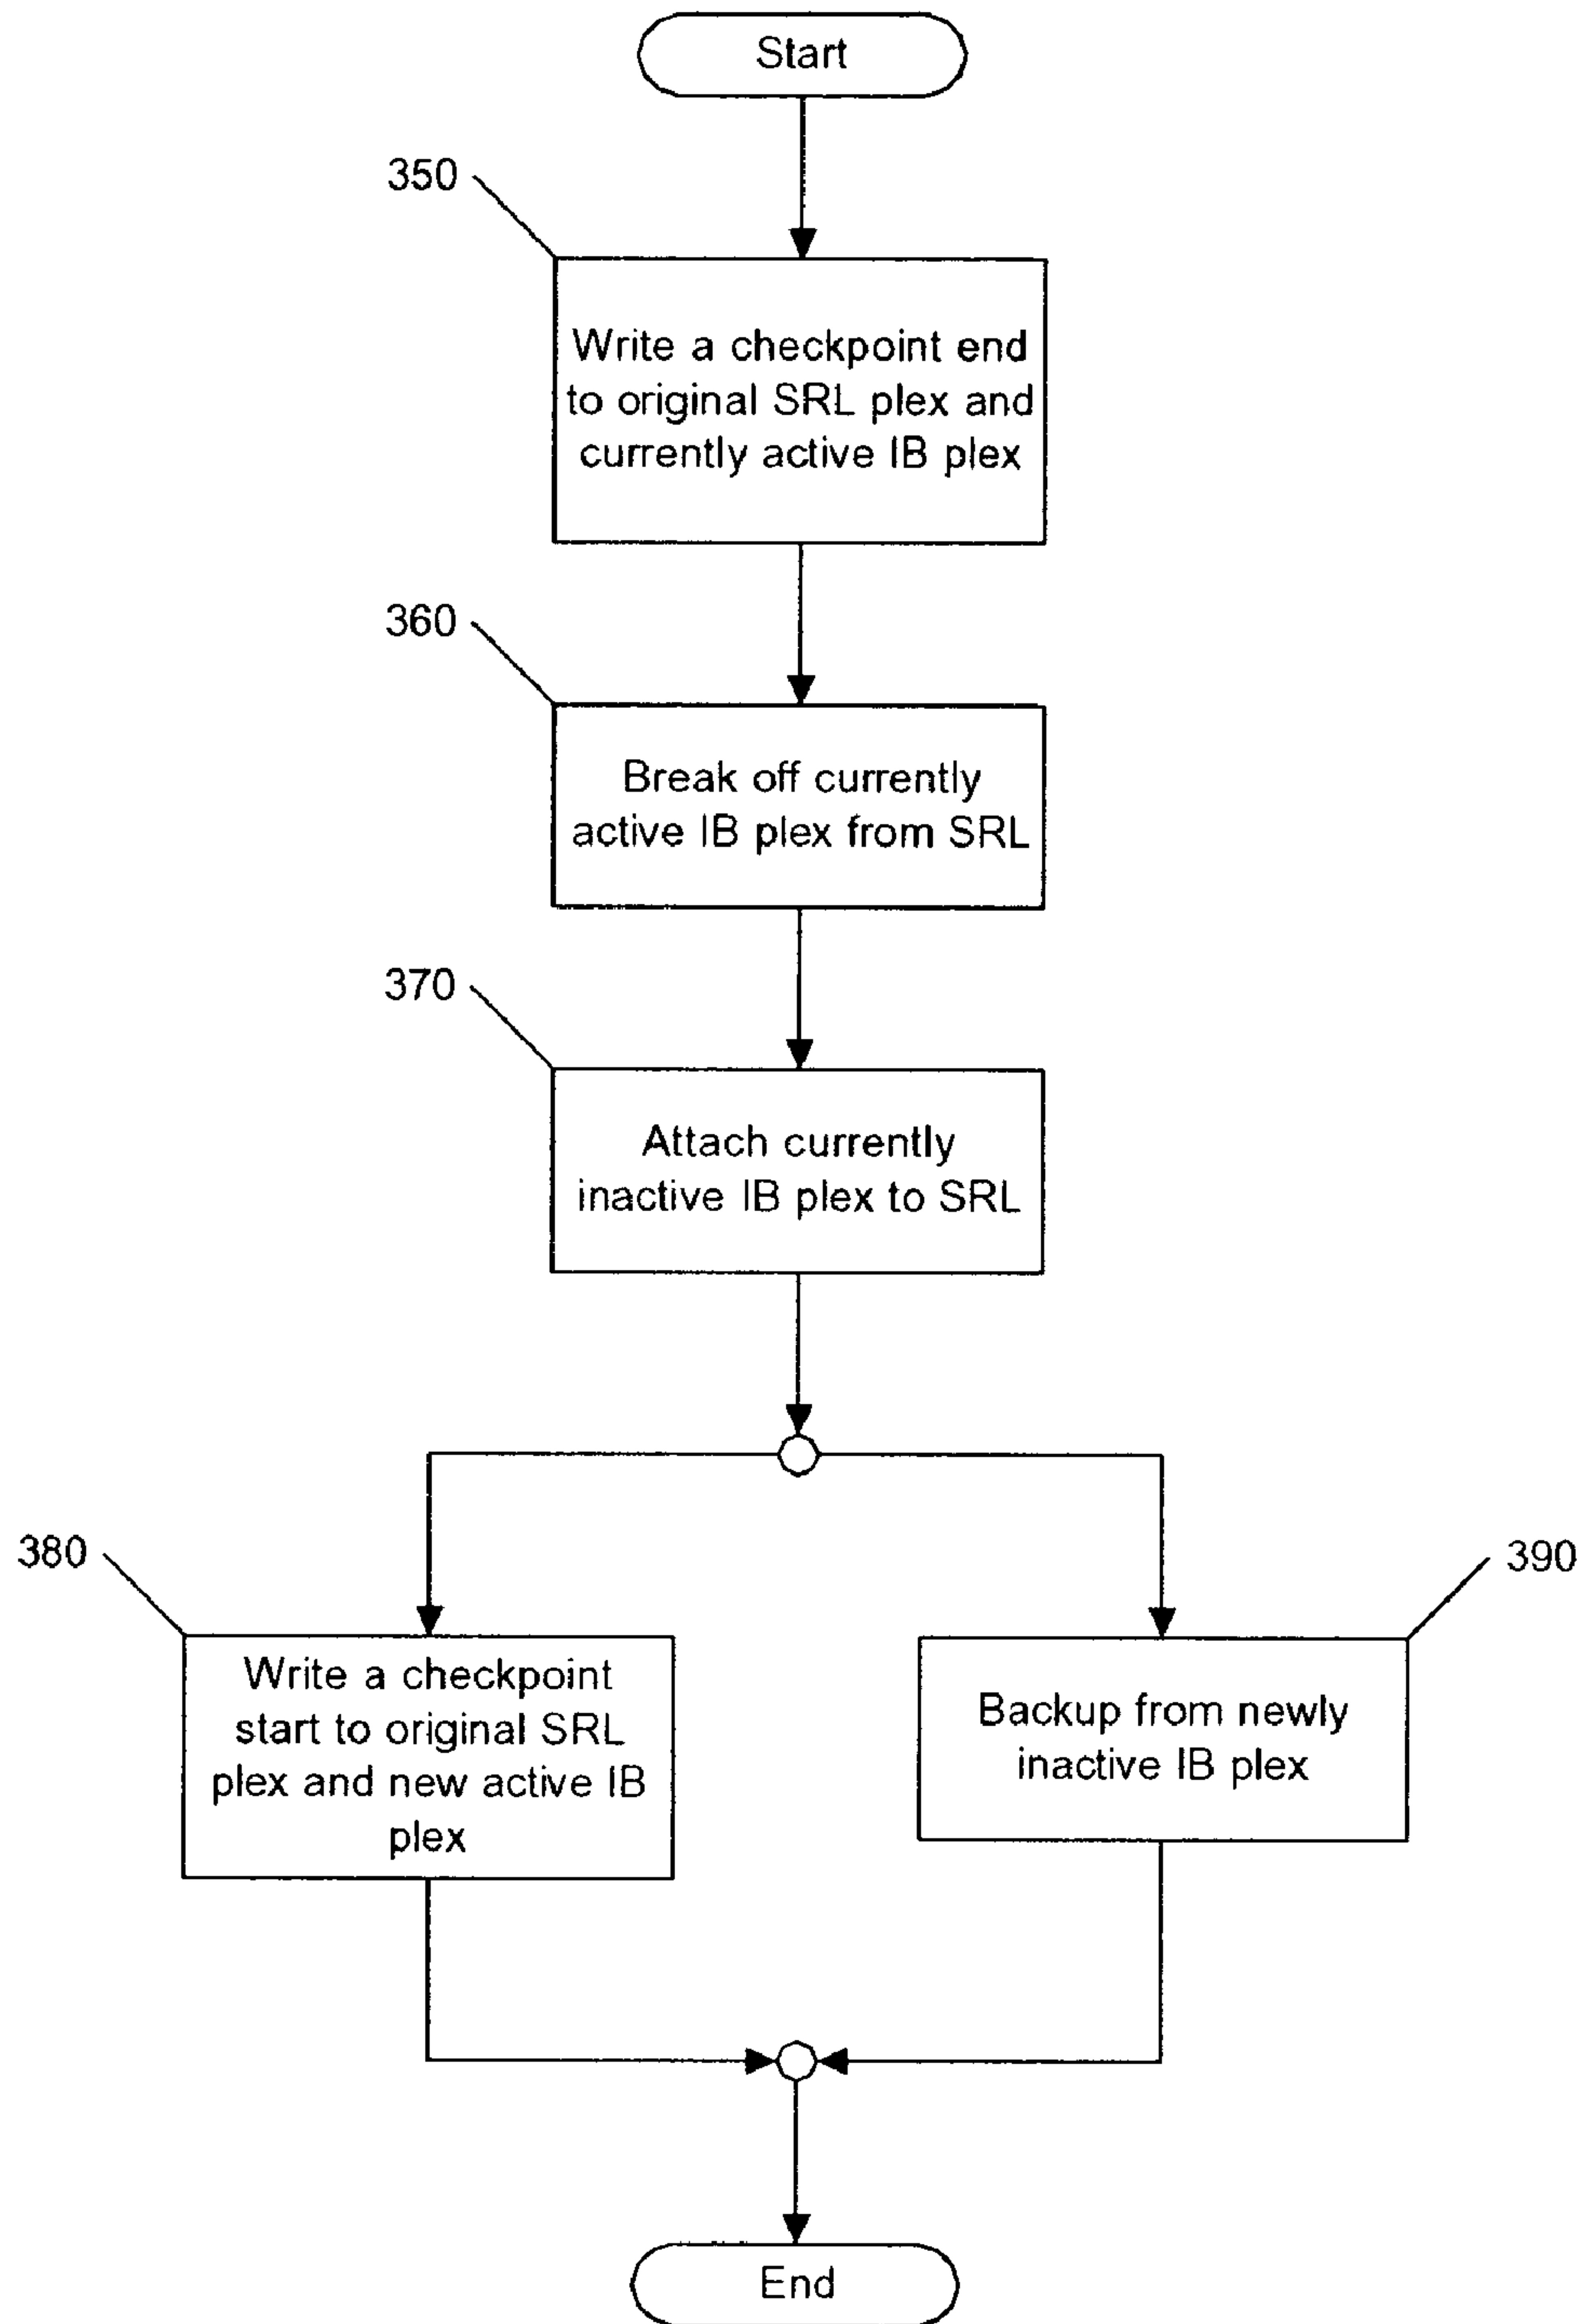 Start
350
Write a checkpoint end
to original SRL plex and
currently active IB plex
360
Break off currently
active IB plex from SRL
370
Attach currently
inactive IB plex to SRL
380
Write a checkpoint
start to original SRL
plex and new active IB
plex
390
Backup from newly
inactive IB plex
End